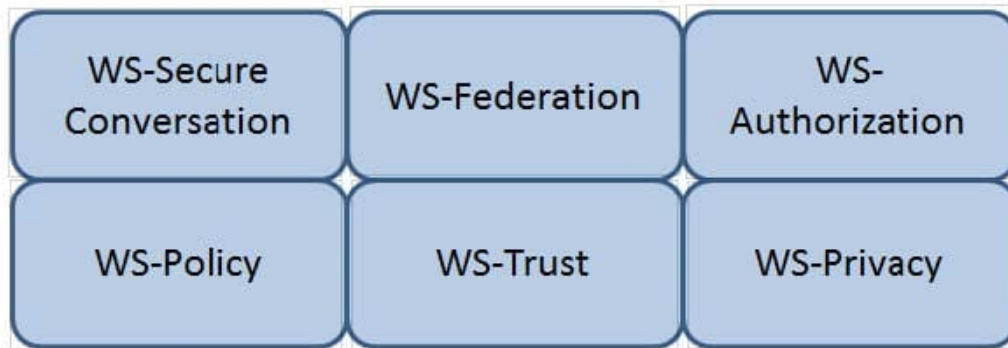 WS-Secure
Conversation
WS-Federation
WS-
Authorization
WS-Policy
WS-Trust
WS-Privacy